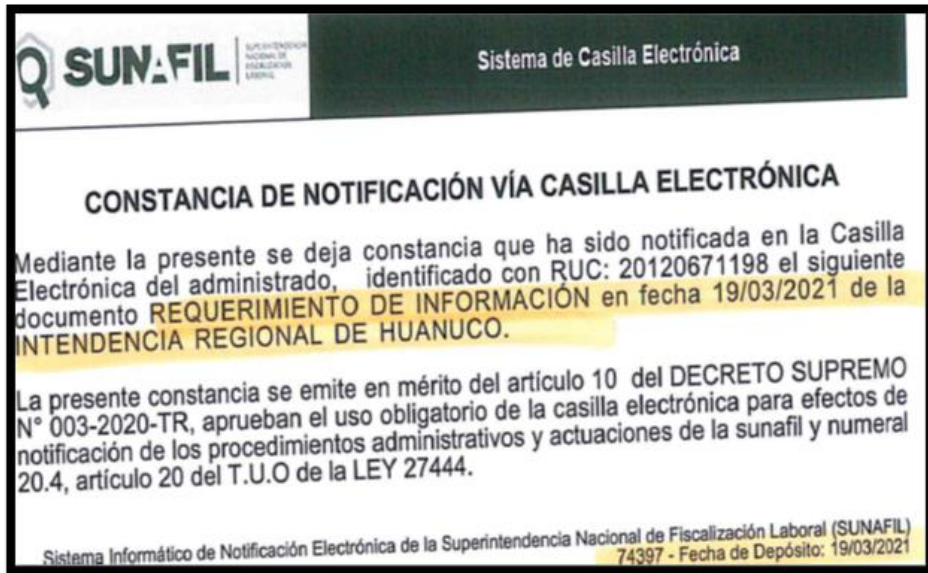 SUNAFIL
SUPERINTENDENCIA
NACIONAL DE
FISCALIZACIÓN
LABORAL
Sistema de Casilla Electrónica
CONSTANCIA DE NOTIFICACIÓN VÍA CASILLA ELECTRÓNICA
Mediante la presente se deja constancia que ha sido notificada en la Casilla
Electrónica del administrado, identificado con RUC: 20120671198 el siguiente
documento REQUERIMIENTO DE INFORMACIÓN en fecha 19/03/2021 de la
INTENDENCIA REGIONAL DE HUANUCO.
La presente constancia se emite en mérito del artículo 10 del DECRETO SUPREMO
N° 003-2020-TR, aprueban el uso obligatorio de la casilla electrónica para efectos de
notificación de los procedimientos administrativos y actuaciones de la sunafil y numeral
20.4, artículo 20 del T.U.O de la LEY 27444.
Sistema Informático de Notificación Electrónica de la Superintendencia Nacional de Fiscalización Laboral (SUNAFIL)
74397 - Fecha de Depósito: 19/03/2021